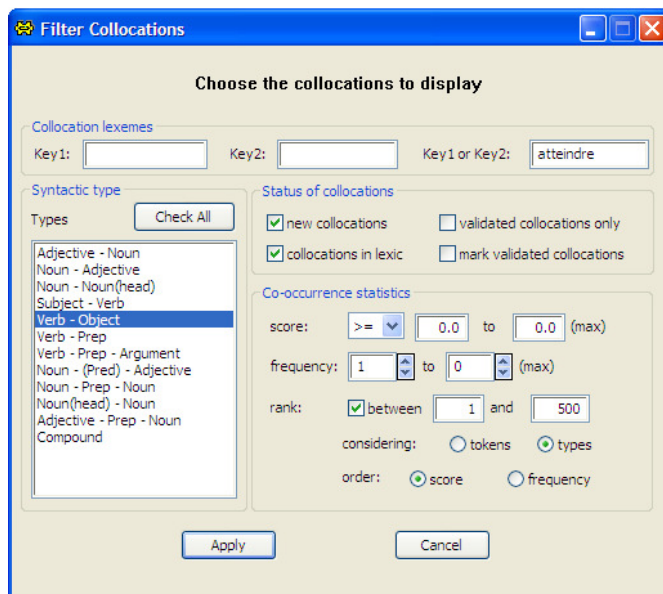 Filter Collocations
Choose the collocations to display
Collocation lexemes
Key1: Key2: Key1 or Key2: atteindre
Syntactic type
Types Check All
Adjective - Noun
Noun - Adjective
Noun - Noun(head)
Subject - Verb
Verb - Object
Verb - Prep
Verb - Prep - Argument
Noun - (Pred) - Adjective
Noun - Prep - Noun
Noun(head) - Noun
Adjective - Prep - Noun
Compound
Status of collocations
new collocations validated collocations only
collocations in lexic mark validated collocations
Co-occurrence statistics
score: >= 0.0 to 0.0 (max)
frequency: 1 to 0 (max)
rank: between 1 and 500
considering: tokens types
order: score frequency
Apply Cancel